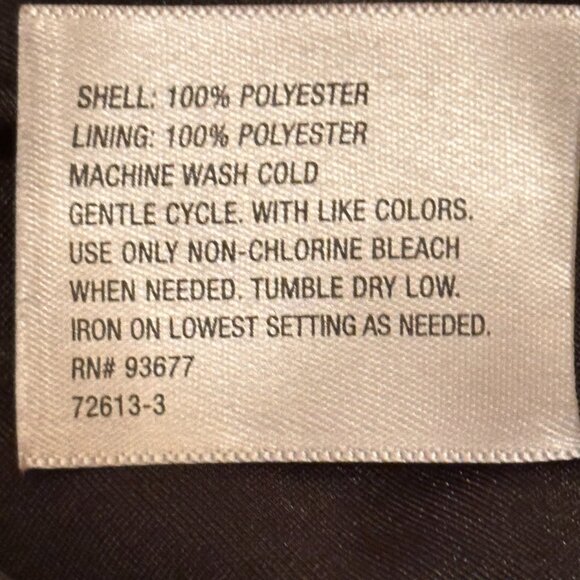 SHELL: 100% POLYESTER
LINING: 100% POLYESTER
MACHINE WASH COLD
GENTLE CYCLE. WITH LIKE COLORS.
USE ONLY NON-CHLORINE BLEACH
WHEN NEEDED. TUMBLE DRY LOW.
IRON ON LOWEST SETTING AS NEEDED.
RN# 93677
72613-3